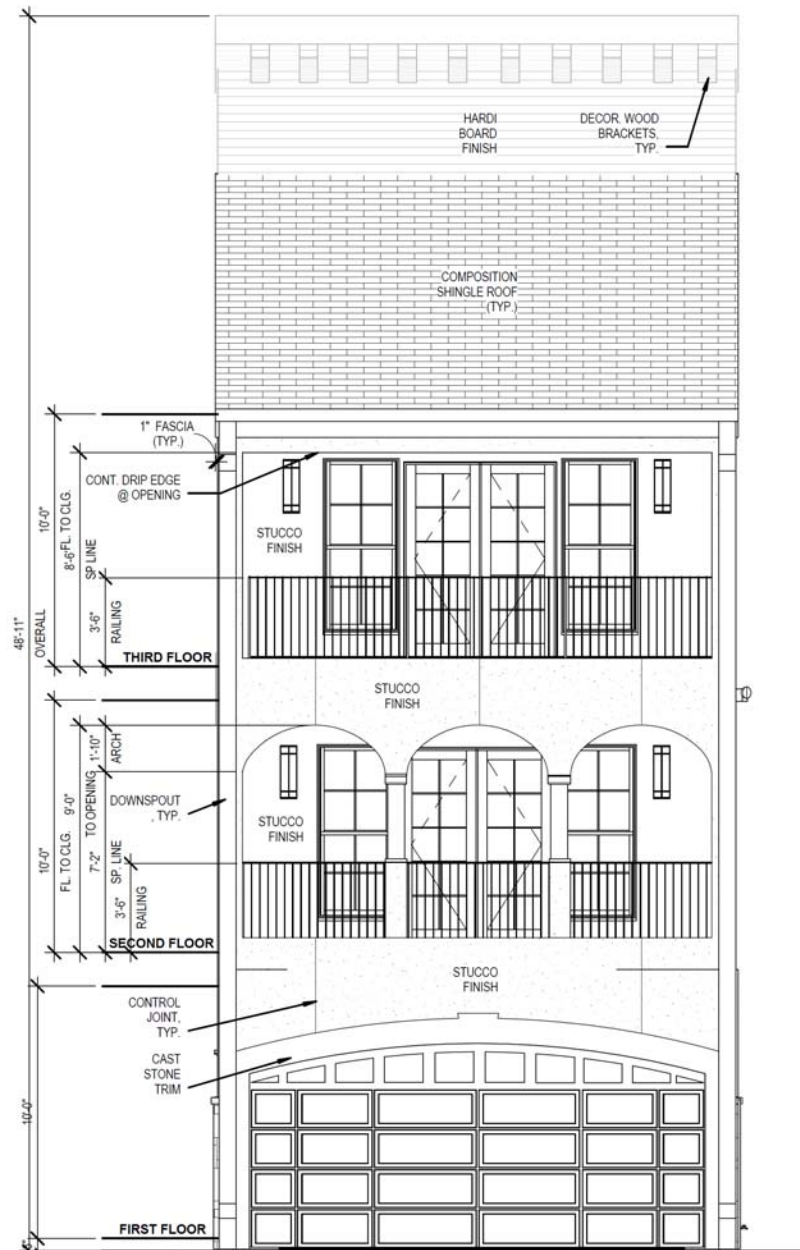 HARDI
BOARD
FINISH
DECOR. WOOD
BRACKETS,
TYP.
COMPOSITION
SHINGLE ROOF
(TYP.)
1" FASCIA
(TYP.)
CONT. DRIP EDGE
@ OPENING
STUCCO
FINISH
48'-11"
OVERALL
10'-0"
8'-6" FL. TO CLG.
SP LINE
3'-6"
RAILING
THIRD FLOOR
STUCCO
FINISH
1'-10"
ARCH
DOWNSPOUT
, TYP.
STUCCO
FINISH
10'-0"
FL. TO CLG.
9'-0"
7'-2"
TO OPENING
3'-6"
SP. LINE
RAILING
SECOND FLOOR
STUCCO
FINISH
CONTROL
JOINT,
TYP.
CAST
STONE
TRIM
10'-0"
FIRST FLOOR